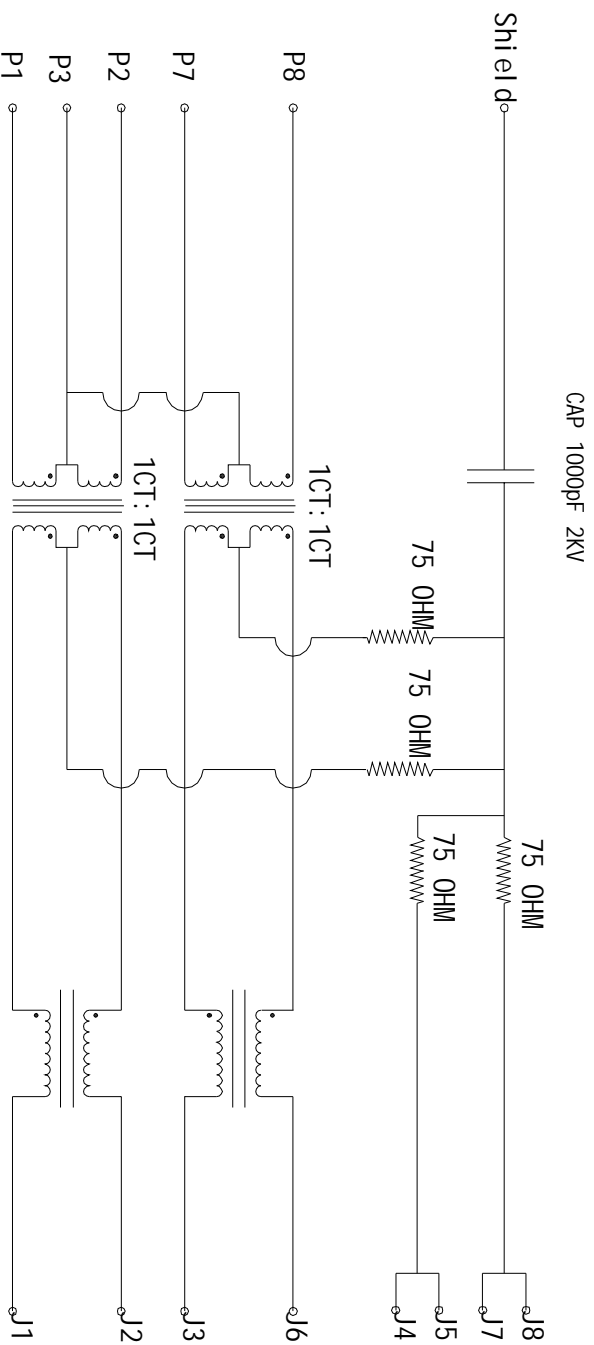 CAP 1000pF 2KV
J8
75 OHM
Shield
J7
J5
75 OHM
75 OHM
75 OHM
J4
1CT:1CT
P8
J6
P7
J3
1CT:1CT
P2
J2
P3
P1
J1